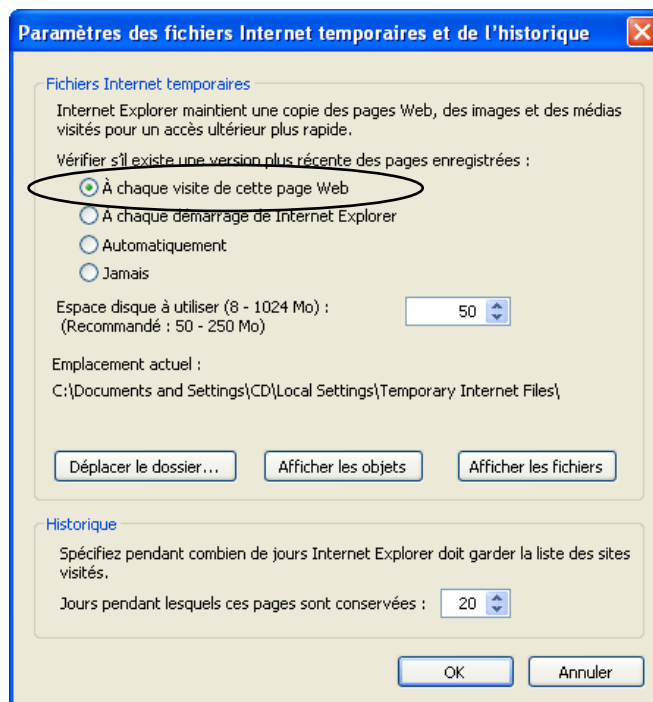 Paramètres des fichiers Internet temporaires et de l'historique
Fichiers Internet temporaires
Internet Explorer maintient une copie des pages Web, des images et des médias
visités pour un accès ultérieur plus rapide.
Vérifier s'il existe une version plus récente des pages enregistrées :
À chaque visite de cette page Web
À chaque démarrage de Internet Explorer
Automatiquement
Jamais
Espace disque à utiliser (8 - 1024 Mo) : 50
(Recommandé : 50 - 250 Mo)
Emplacement actuel :
C:\Documents and Settings\CD\Local Settings\Temporary Internet Files\
Déplacer le dossier... Afficher les objets Afficher les fichiers
Historique
Spécifiez pendant combien de jours Internet Explorer doit garder la liste des sites
visités.
Jours pendant lesquels ces pages sont conservées : 20
OK Annuler